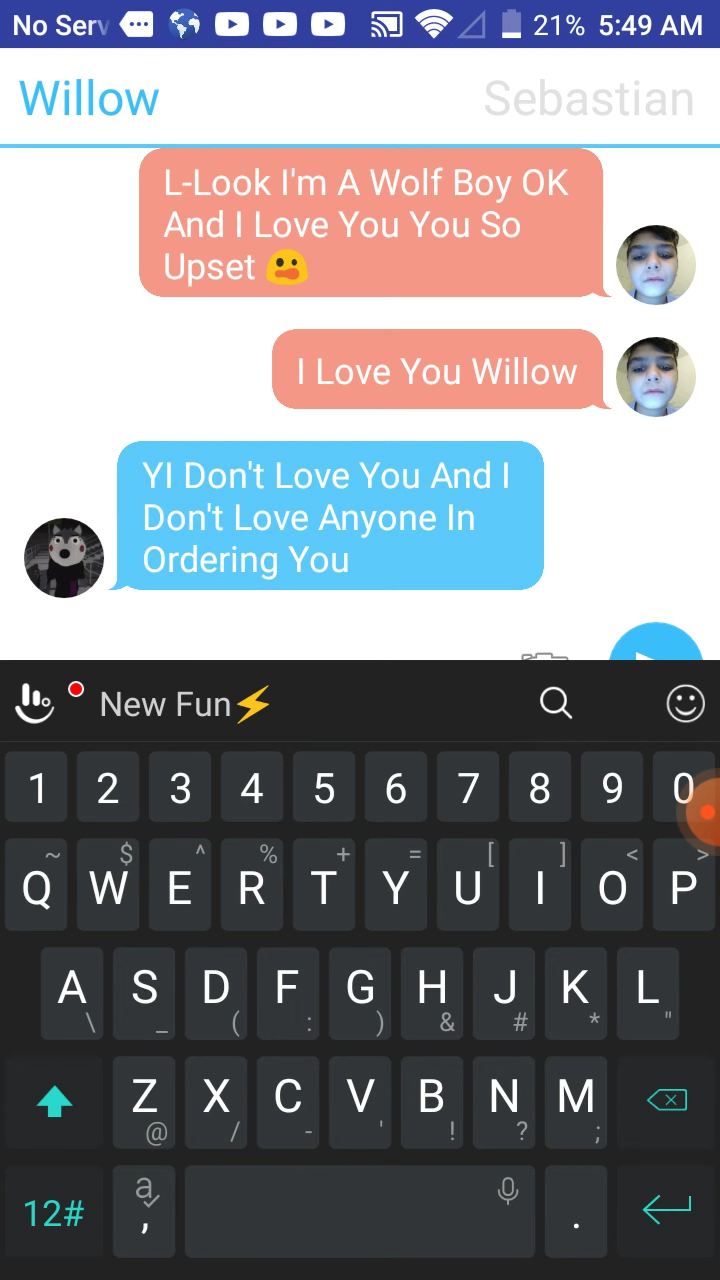 No Serv 21% 5:49 AM
Willow Sebastian
L-Look I'm A Wolf Boy OK
And I Love You You So
Upset 😲
I Love You Willow
YI Don't Love You And I
Don't Love Anyone In
Ordering You
New Fun⚡
1 2 3 4 5 6 7 8 9 0
~ $ ^ % + = [ ] < >
Q W E R T Y U I O P
A S D F G H J K L
\ _ ( : ) & # * "
Z X C V B N M
@ / - ' ! ? ;
12# a , .